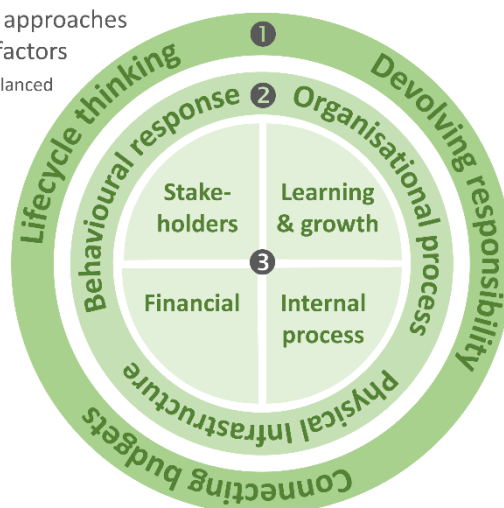 approaches
factors
lanced
1
Lifecycle thinking
Devolving responsibility
Connecting budgets
2
Behavioural response
Organisational process
Physical Infrastructure
Stake-
holders
Learning
& growth
3
Financial
Internal
process